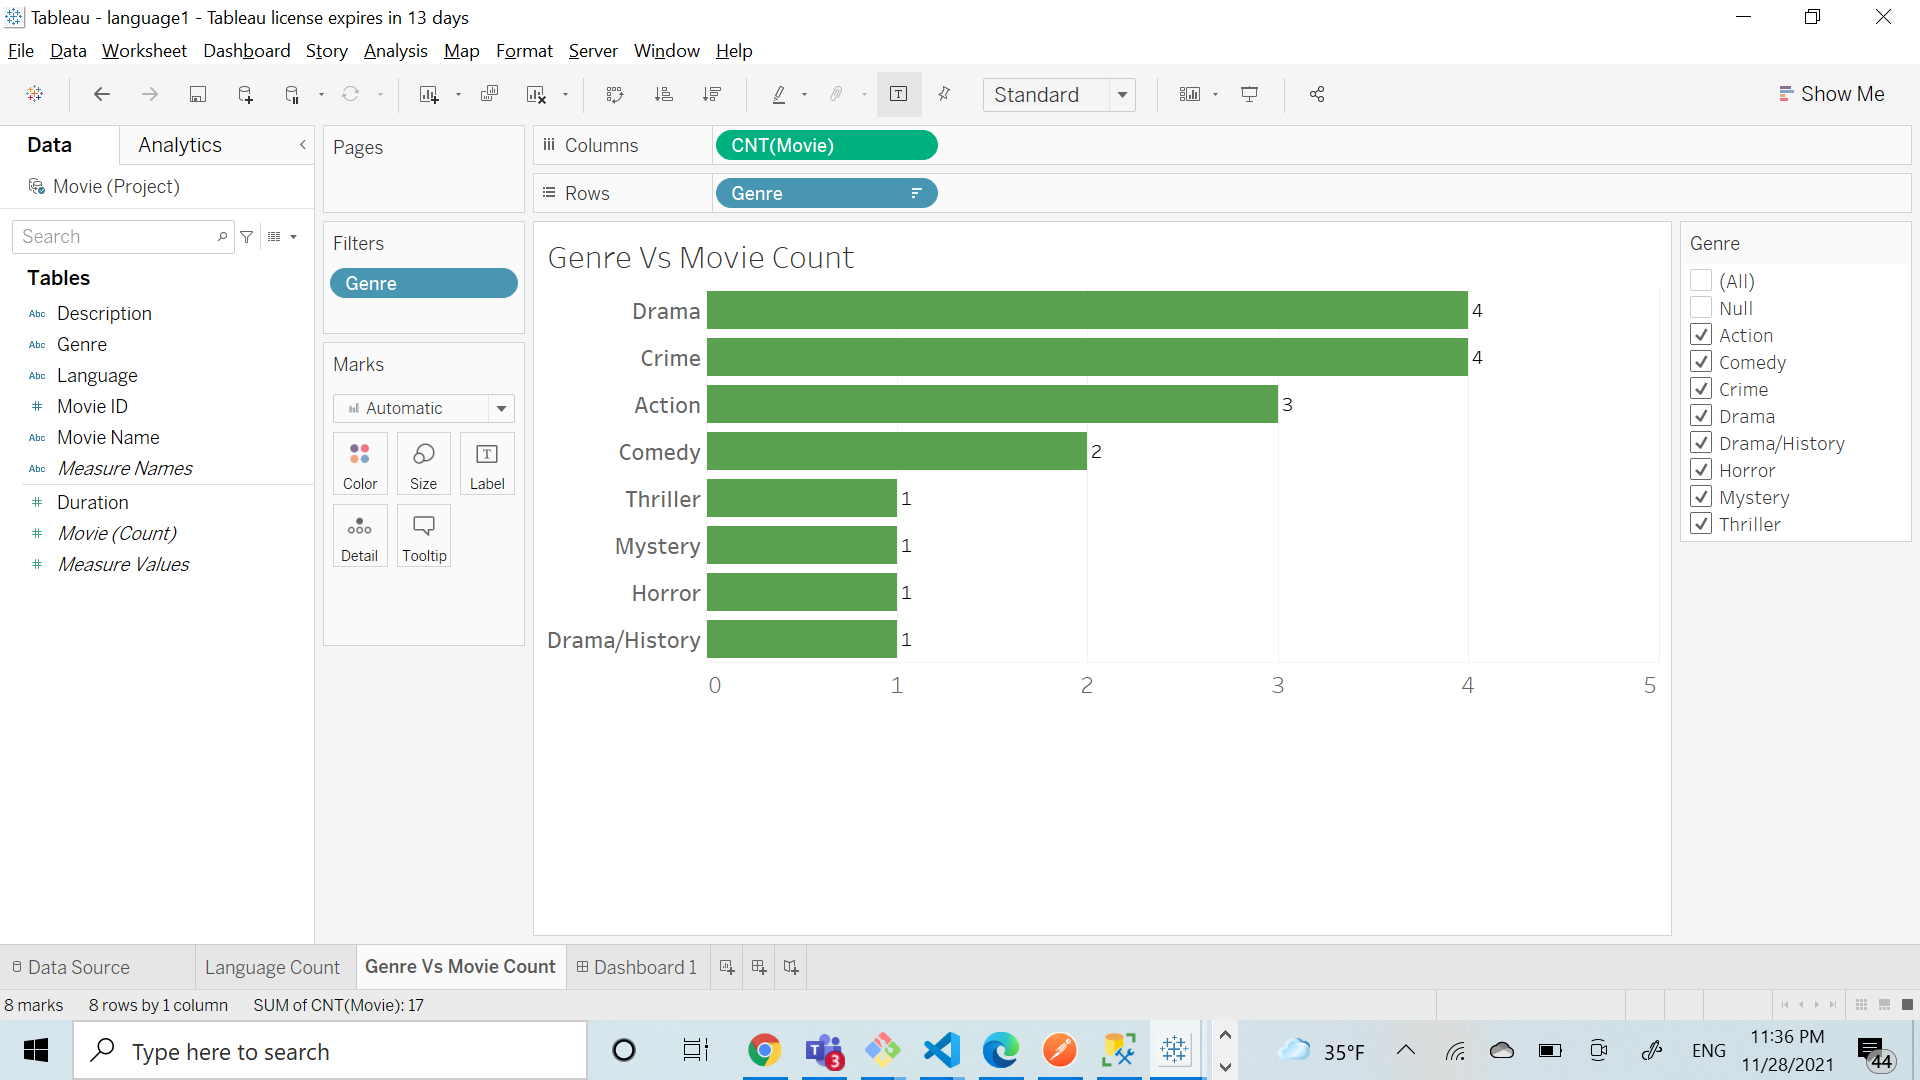 Tableau - language1 - Tableau license expires in 13 days
File Data Worksheet Dashboard Story Analysis Map Format Server Window Help
Standard
Show Me
Data Analytics
Movie (Project)
Search
Tables
Abc Description
Abc Genre
Abc Language
# Movie ID
Abc Movie Name
Abc Measure Names
# Duration
# Movie (Count)
# Measure Values
Pages
Filters
Genre
Marks
Automatic
Color Size Label
Detail Tooltip
Columns CNT(Movie)
Rows Genre
Genre Vs Movie Count
Drama 4
Crime 4
Action 3
Comedy 2
Thriller 1
Mystery 1
Horror 1
Drama/History 1
0 1 2 3 4 5
Genre
(All)
Null
Action
Comedy
Crime
Drama
Drama/History
Horror
Mystery
Thriller
Data Source Language Count Genre Vs Movie Count Dashboard 1
8 marks 8 rows by 1 column SUM of CNT(Movie): 17
Type here to search
3
35°F
ENG
11:36 PM
11/28/2021
44